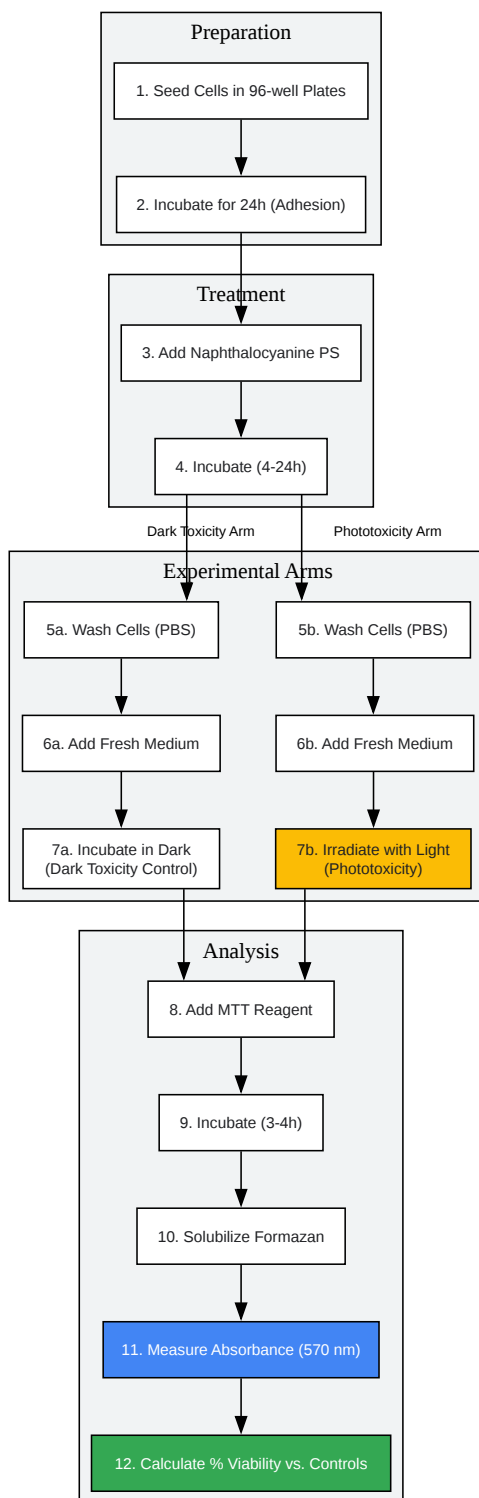 Preparation
1. Seed Cells in 96-well Plates
2. Incubate for 24h (Adhesion)
Treatment
3. Add Naphthalocyanine PS
4. Incubate (4-24h)
Dark Toxicity Arm
Phototoxicity Arm
Experimental Arms
5a. Wash Cells (PBS)
5b. Wash Cells (PBS)
6a. Add Fresh Medium
6b. Add Fresh Medium
7a. Incubate in Dark
(Dark Toxicity Control)
7b. Irradiate with Light
(Phototoxicity)
Analysis
8. Add MTT Reagent
9. Incubate (3-4h)
10. Solubilize Formazan
11. Measure Absorbance (570 nm)
12. Calculate % Viability vs. Controls